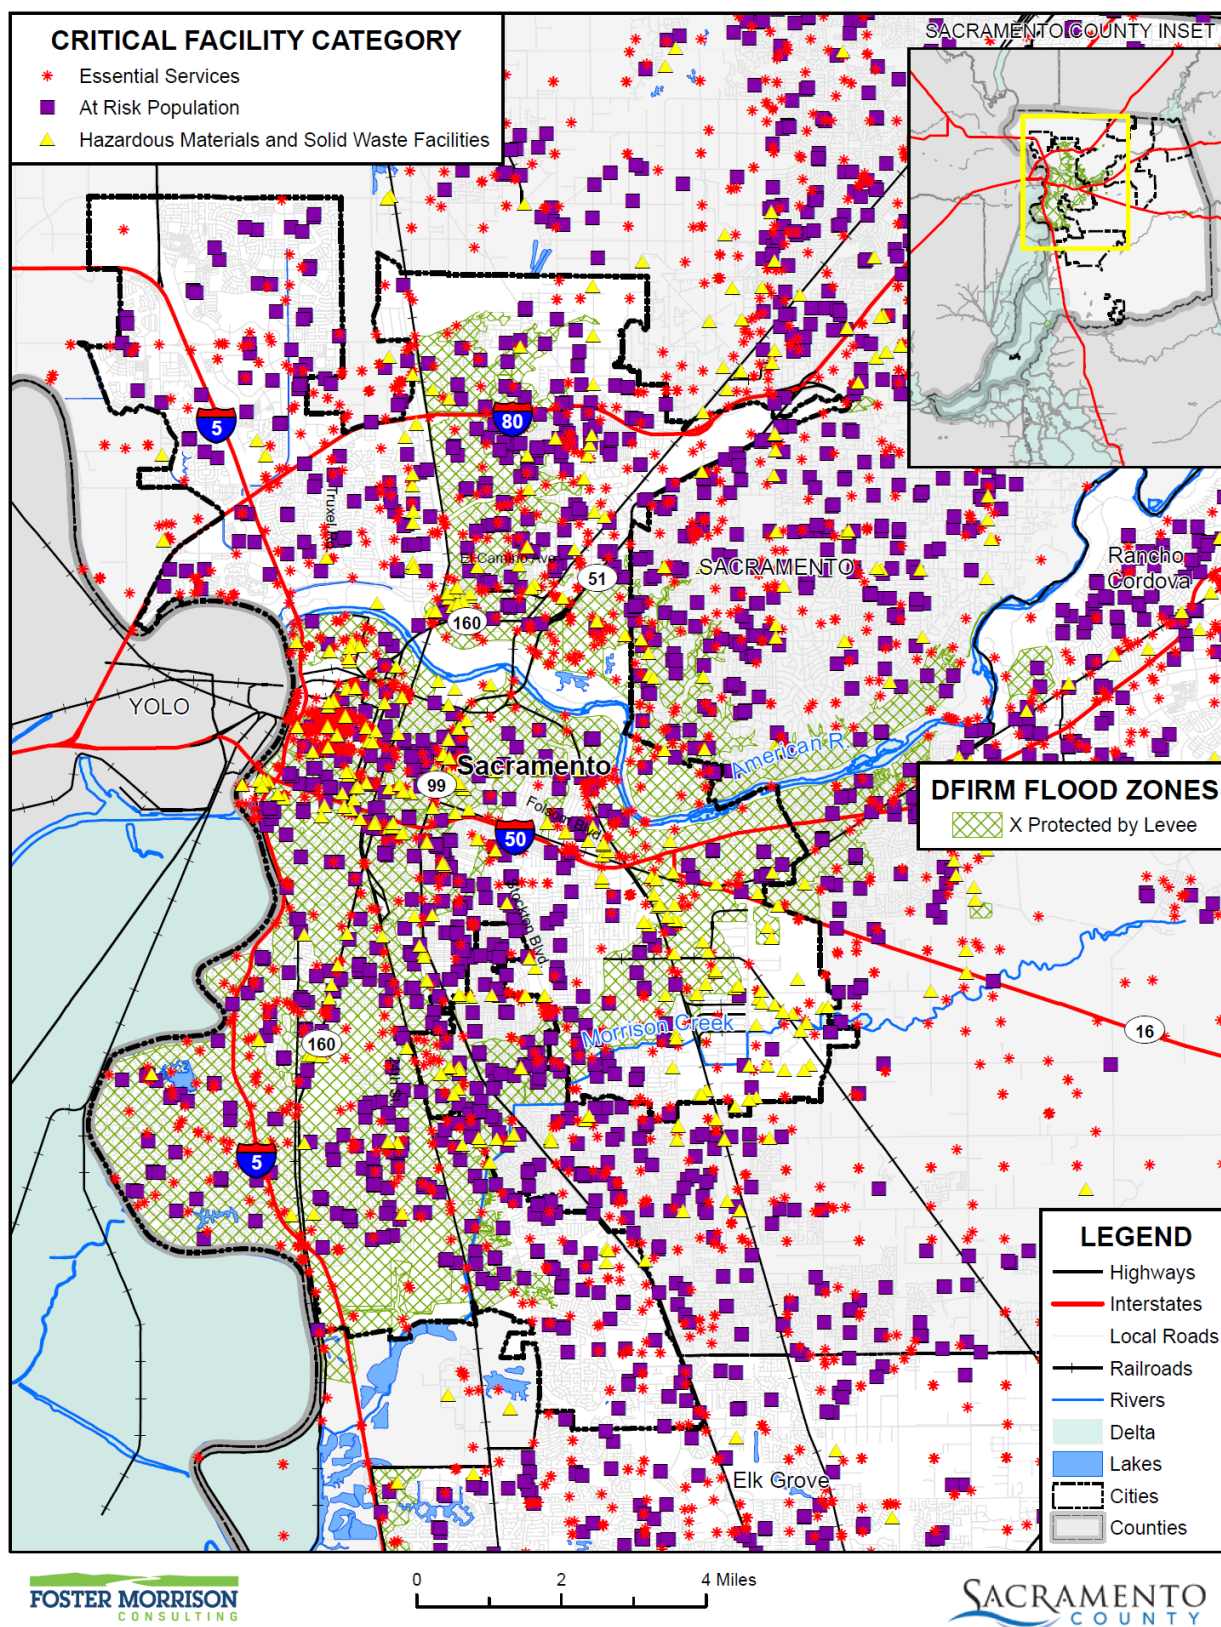 CRITICAL FACILITY CATEGORY
Essential Services
At Risk Population
Hazardous Materials and Solid Waste Facilities
SACRAMENTO COUNTY INSET
5
80
Truxel Rd
El Camino Ave
51
SACRAMENTO
Rancho
Cordova
160
YOLO
Sacramento
American R.
99
Folsom Blvd
50
DFIRM FLOOD ZONES
X Protected by Levee
Stockton Blvd
Morrison Creek
16
160
24th St
5
Elk Grove
LEGEND
Highways
Interstates
Local Roads
Railroads
Rivers
Delta
Lakes
Cities
Counties
FOSTER MORRISON
CONSULTING
0 2 4 Miles
SACRAMENTO
COUNTY